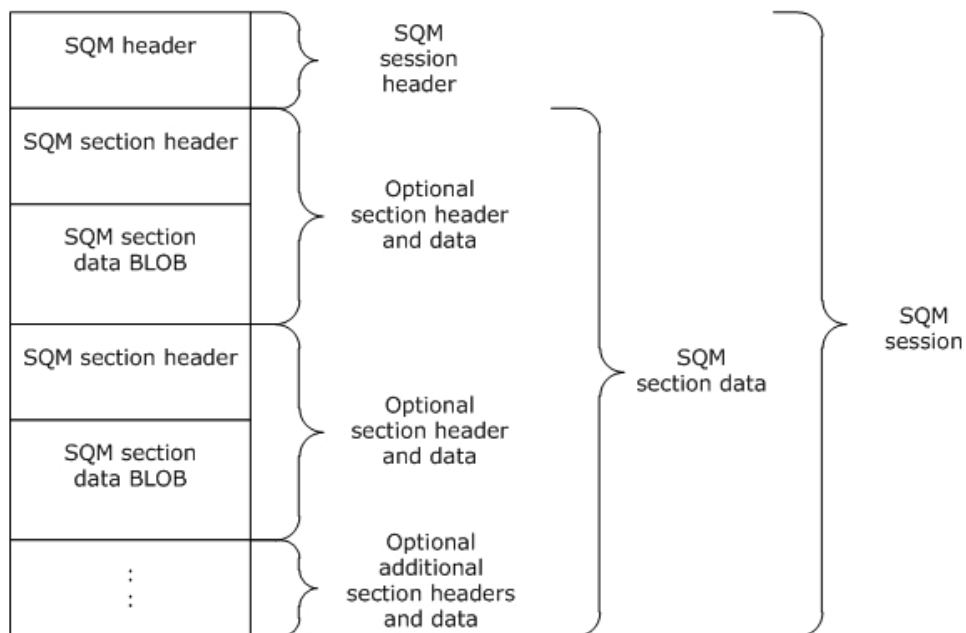 SQM header
SQM
session
header
SQM section header
SQM section
data BLOB
Optional
section header
and data
SQM section header
SQM section
data BLOB
Optional
section header
and data
:
:
Optional
additional
section headers
and data
SQM
section data
SQM
session